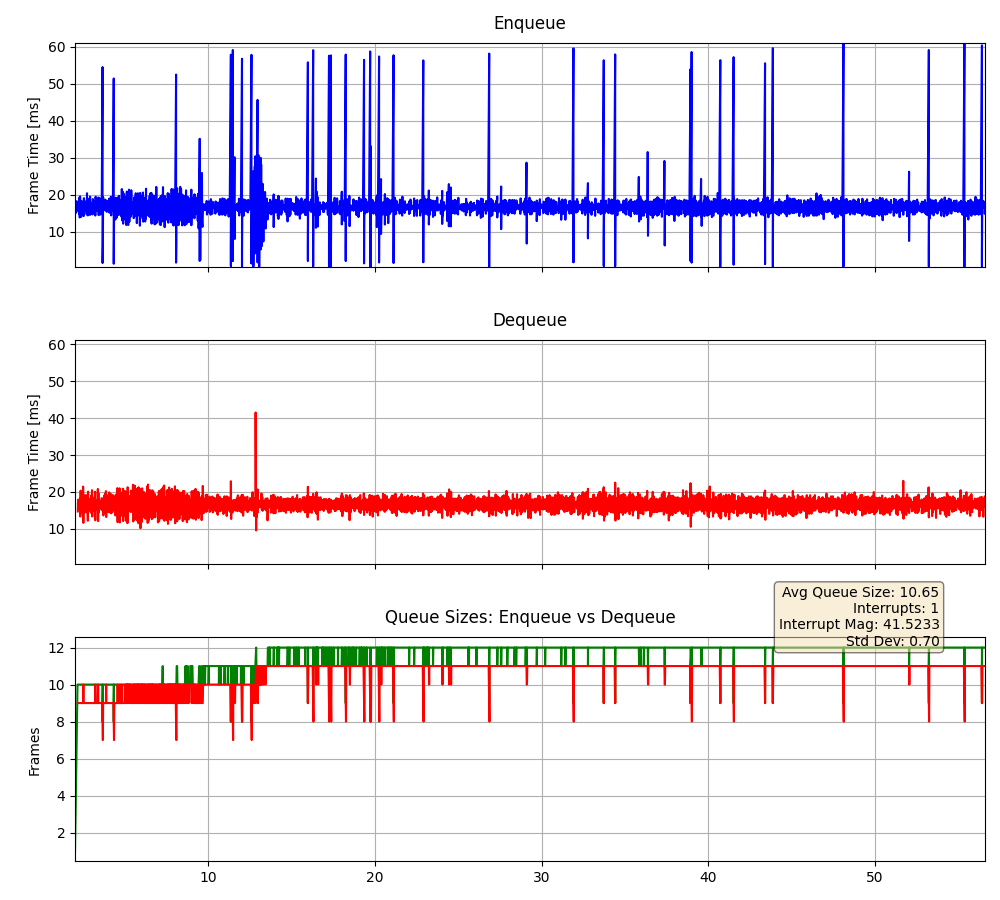 Enqueue
Frame Time [ms]
60
50
40
30
20
10
Dequeue
Frame Time [ms]
60
50
40
30
20
10
Avg Queue Size: 10.65
Interrupts: 1
Interrupt Mag: 41.5233
Std Dev: 0.70
Queue Sizes: Enqueue vs Dequeue
Frames
12
10
8
6
4
2
10 20 30 40 50